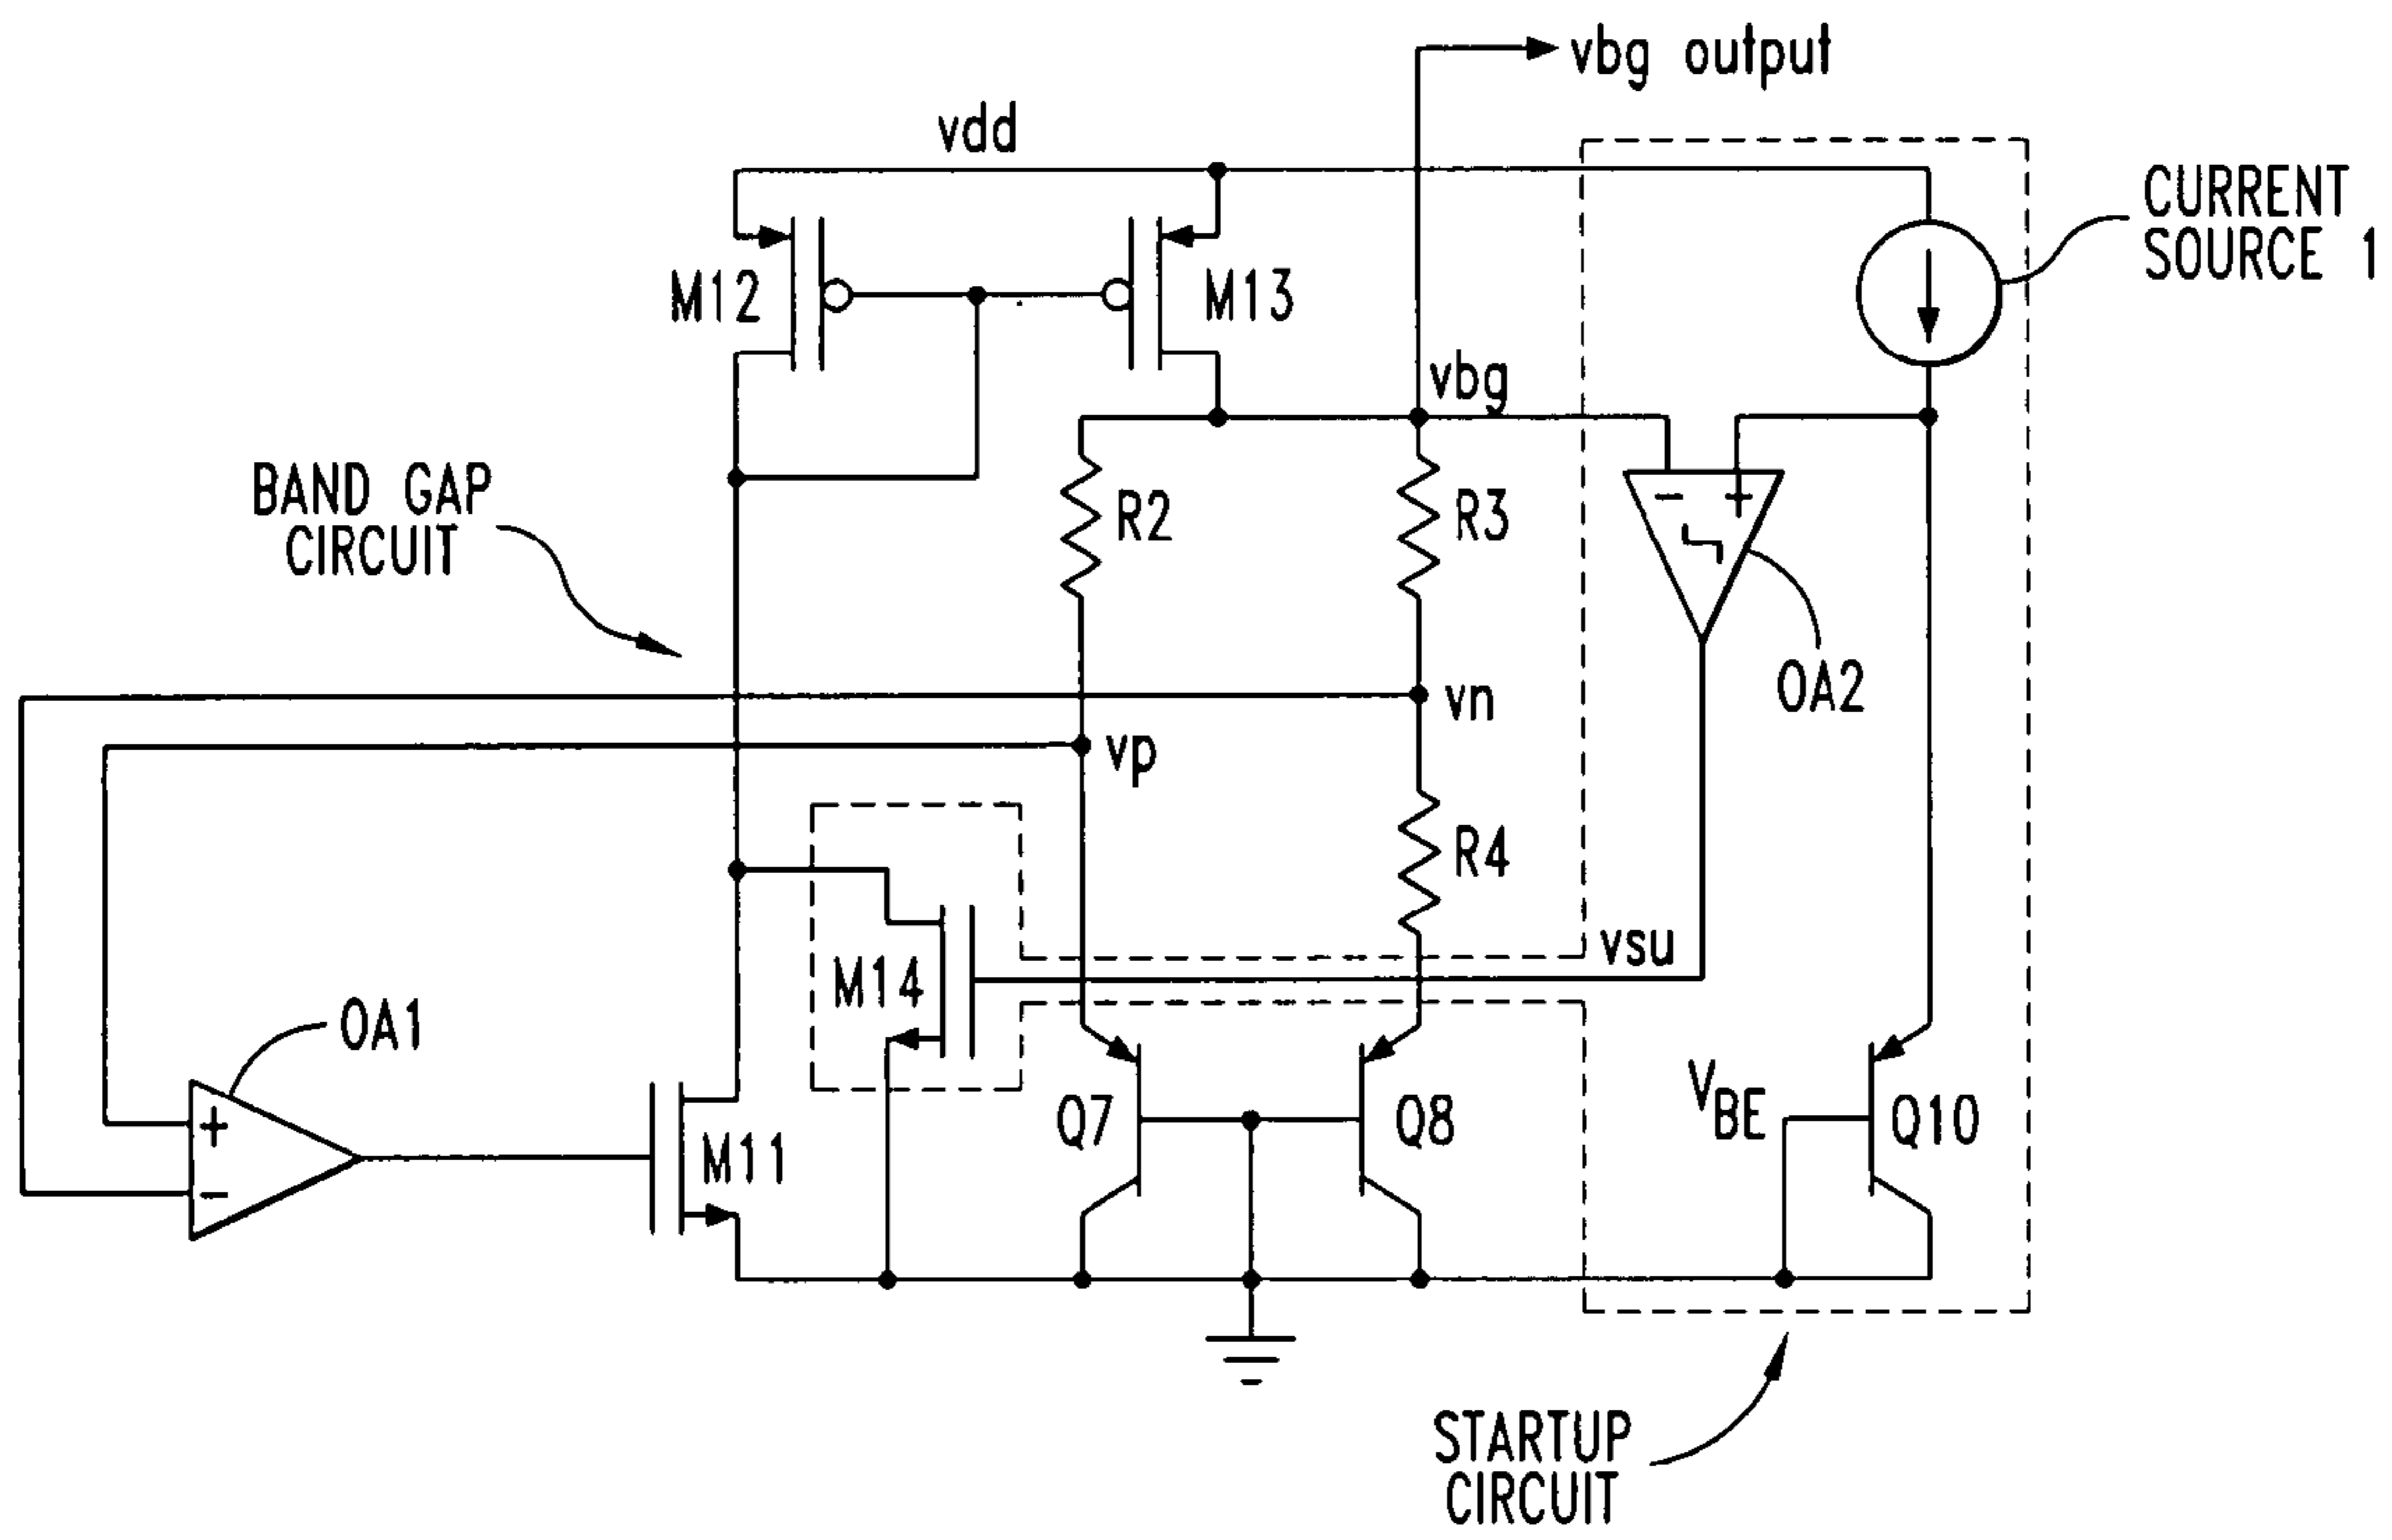 vbg output
vdd
CURRENT
SOURCE 1
M12
M13
vbg
BAND GAP
CIRCUIT
R2
R3
- +
OA2
vn
vp
R4
vsu
M14
OA1
+
-
M11
Q7
Q8
VBE
Q10
STARTUP
CIRCUIT